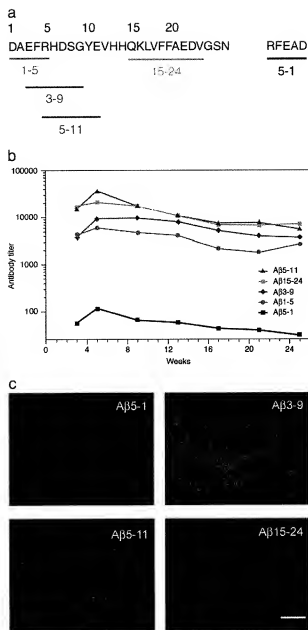 a
1 5 10 15 20
DAEFRHDSGYEVHHQKLVFFAEDVGSN RFEAD
1-5 15-24 5-1
3-9
5-11
b
100000
10000
1000
100
Antibody titer
0 4 8 12 16 20 24
Weeks
Aβ5-11
Aβ15-24
Aβ3-9
Aβ1-5
Aβ5-1
c
Aβ5-1 Aβ3-9
Aβ5-11 Aβ15-24